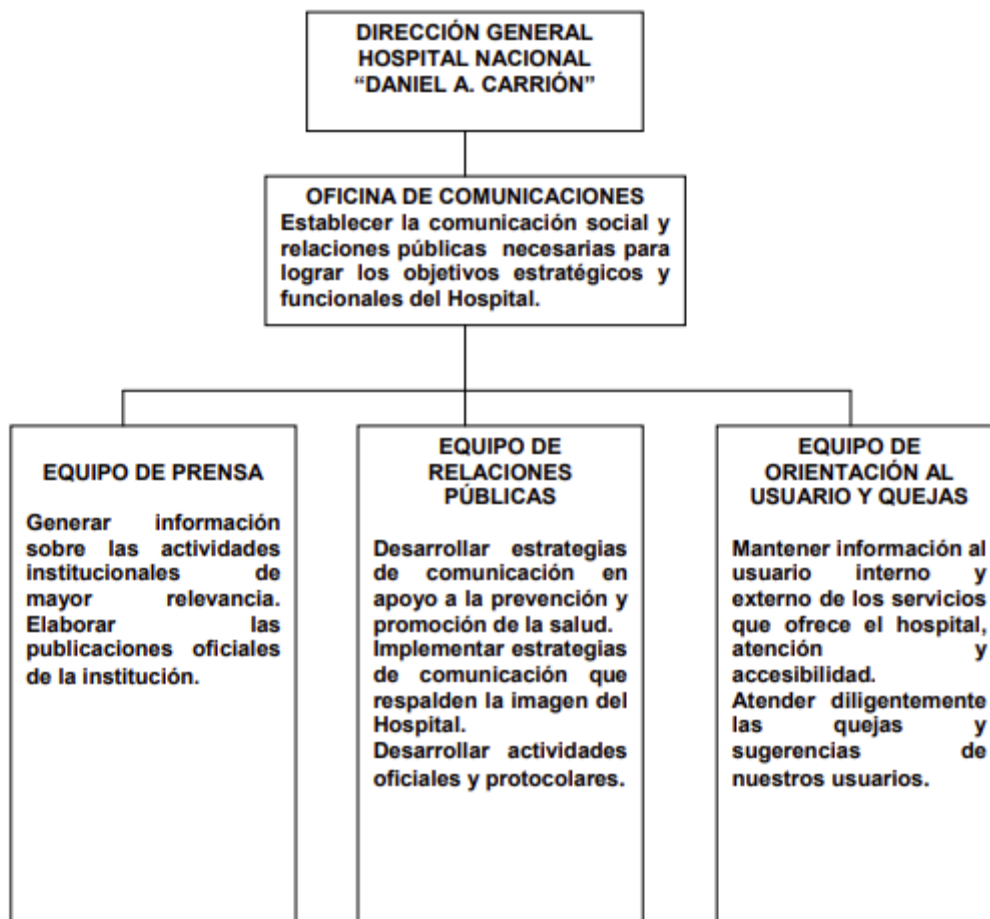 DIRECCIÓN GENERAL
HOSPITAL NACIONAL
“DANIEL A. CARRIÓN”
OFICINA DE COMUNICACIONES
Establecer la comunicación social y
relaciones públicas necesarias para
lograr los objetivos estratégicos y
funcionales del Hospital.
EQUIPO DE PRENSA
Generar información
sobre las actividades
institucionales de
mayor relevancia.
Elaborar las
publicaciones oficiales
de la institución.
EQUIPO DE
RELACIONES
PÚBLICAS
Desarrollar estrategias
de comunicación en
apoyo a la prevención y
promoción de la salud.
Implementar estrategias
de comunicación que
respalden la imagen del
Hospital.
Desarrollar actividades
oficiales y protocolares.
EQUIPO DE
ORIENTACIÓN AL
USUARIO Y QUEJAS
Mantener información al
usuario interno y
externo de los servicios
que ofrece el hospital,
atención y
accesibilidad.
Atender diligentemente
las quejas y
sugerencias de
nuestros usuarios.